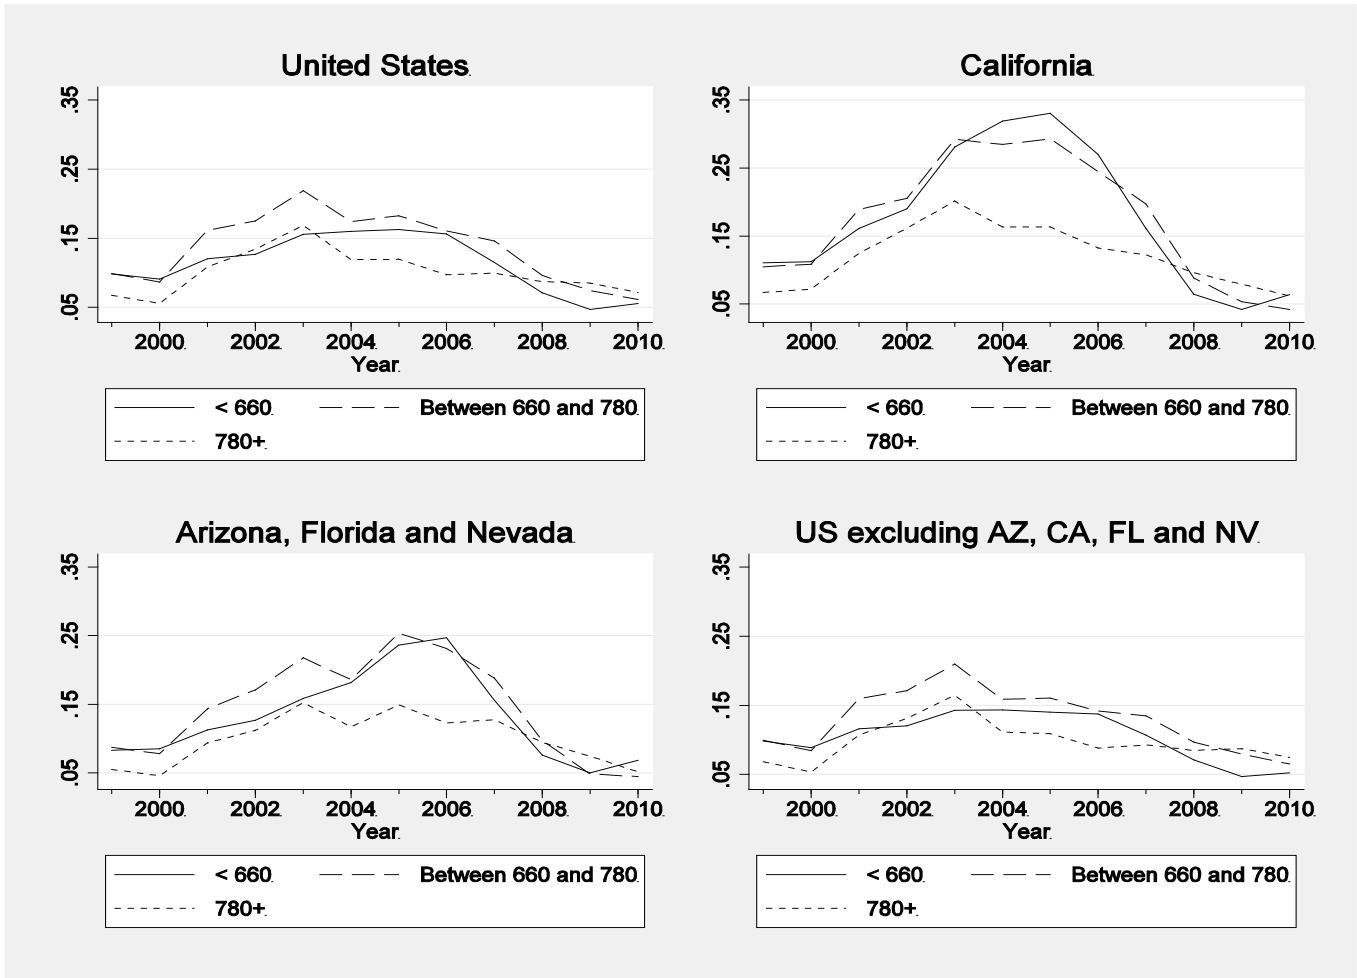 United States
.35
.25
.15
.05
2000 2002 2004 2006 2008 2010
Year
< 660 Between 660 and 780
780+
California
.35
.25
.15
.05
2000 2002 2004 2006 2008 2010
Year
< 660 Between 660 and 780
780+
Arizona, Florida and Nevada
.35
.25
.15
.05
2000 2002 2004 2006 2008 2010
Year
< 660 Between 660 and 780
780+
US excluding AZ, CA, FL and NV
.35
.25
.15
.05
2000 2002 2004 2006 2008 2010
Year
< 660 Between 660 and 780
780+